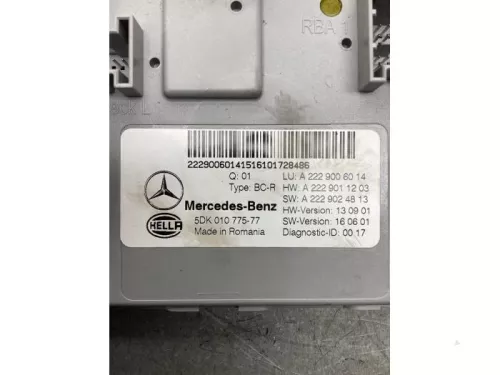 RBA 1
22290060141516101728486
Q: 01
LU: A 222 900 60 14
Type: BC-R
HW: A 222 901 12 03
Mercedes-Benz
SW: A 222 902 48 13
HELLA
5DK 010 775-77
HW-Version: 13 09 01
Made in Romania
SW-Version: 16 06 01
Diagnostic-ID: 00 17